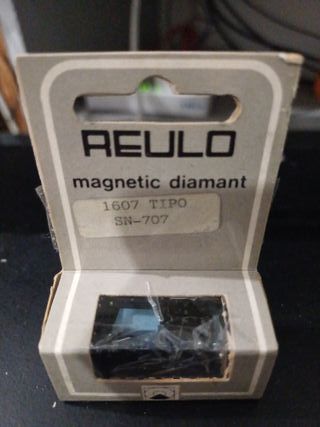 REULO
magnetic diamant
1607 TIPO
SN-707